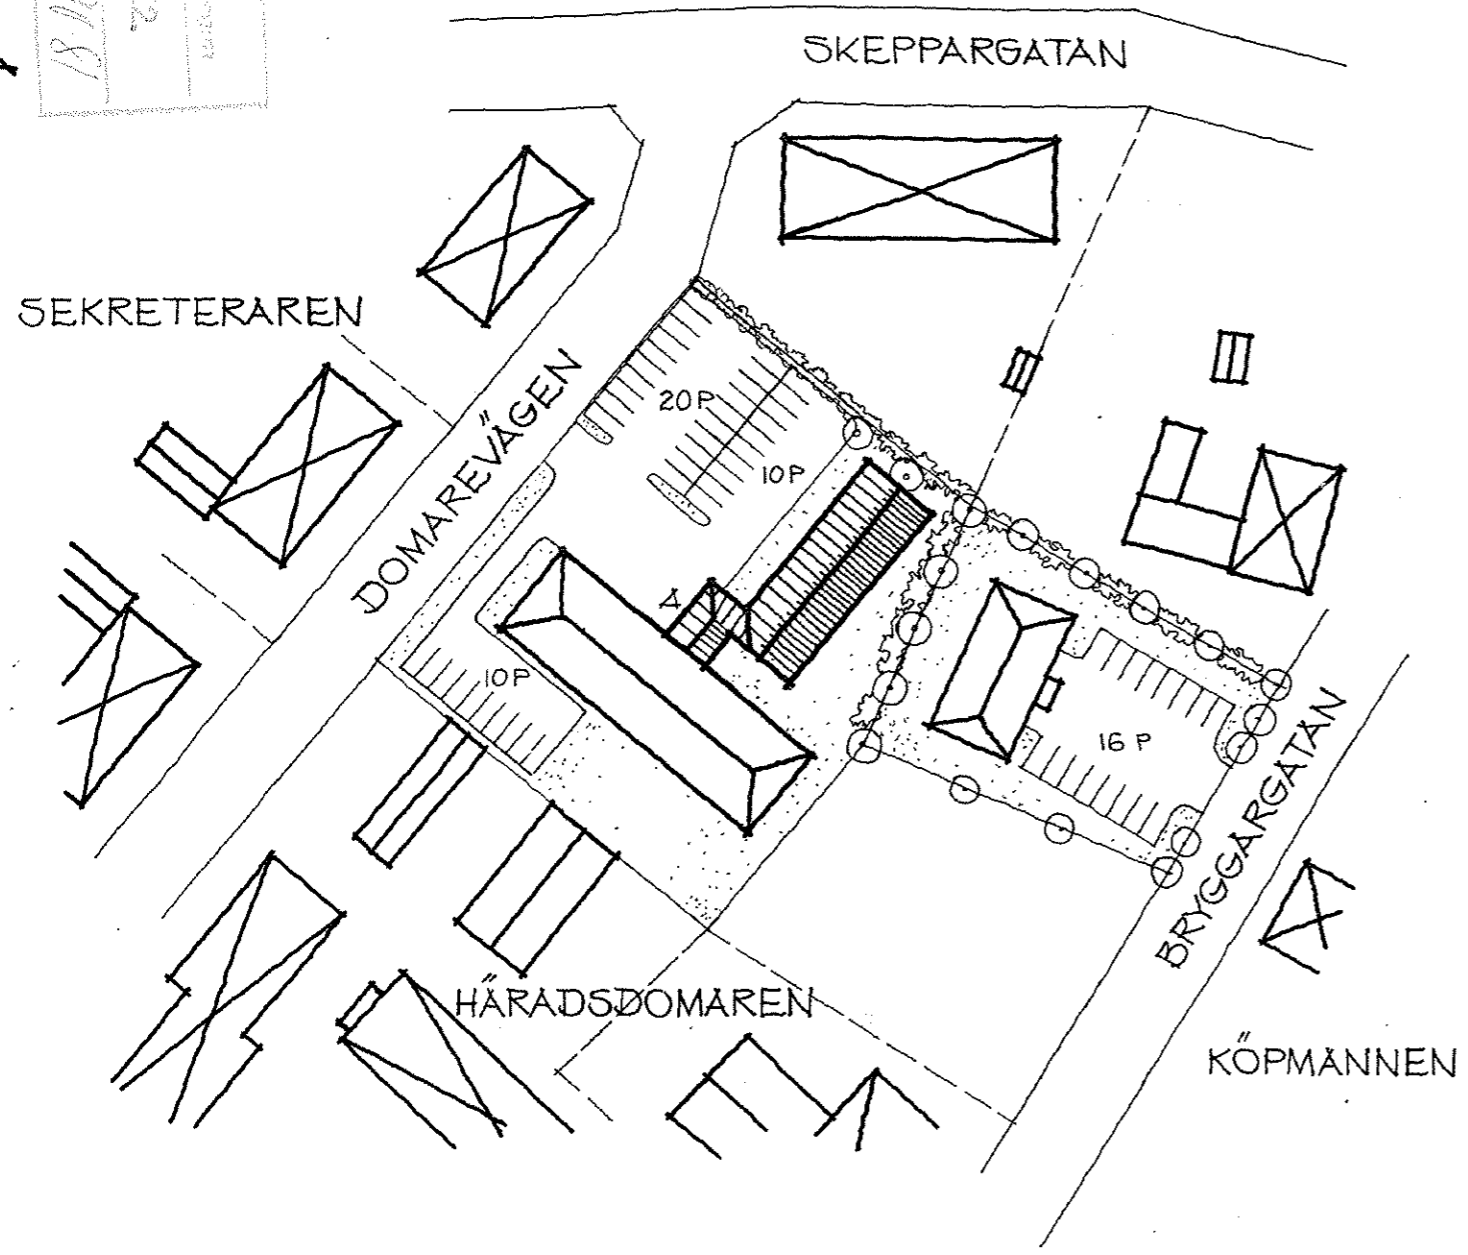 SKEPPARGATAN
SEKRETERAREN
DOMAREVÄGEN
20P
10P
A
10P
16 P
BRYGGARGATAN
HÄRADSDOMAREN
KÖPMANNEN